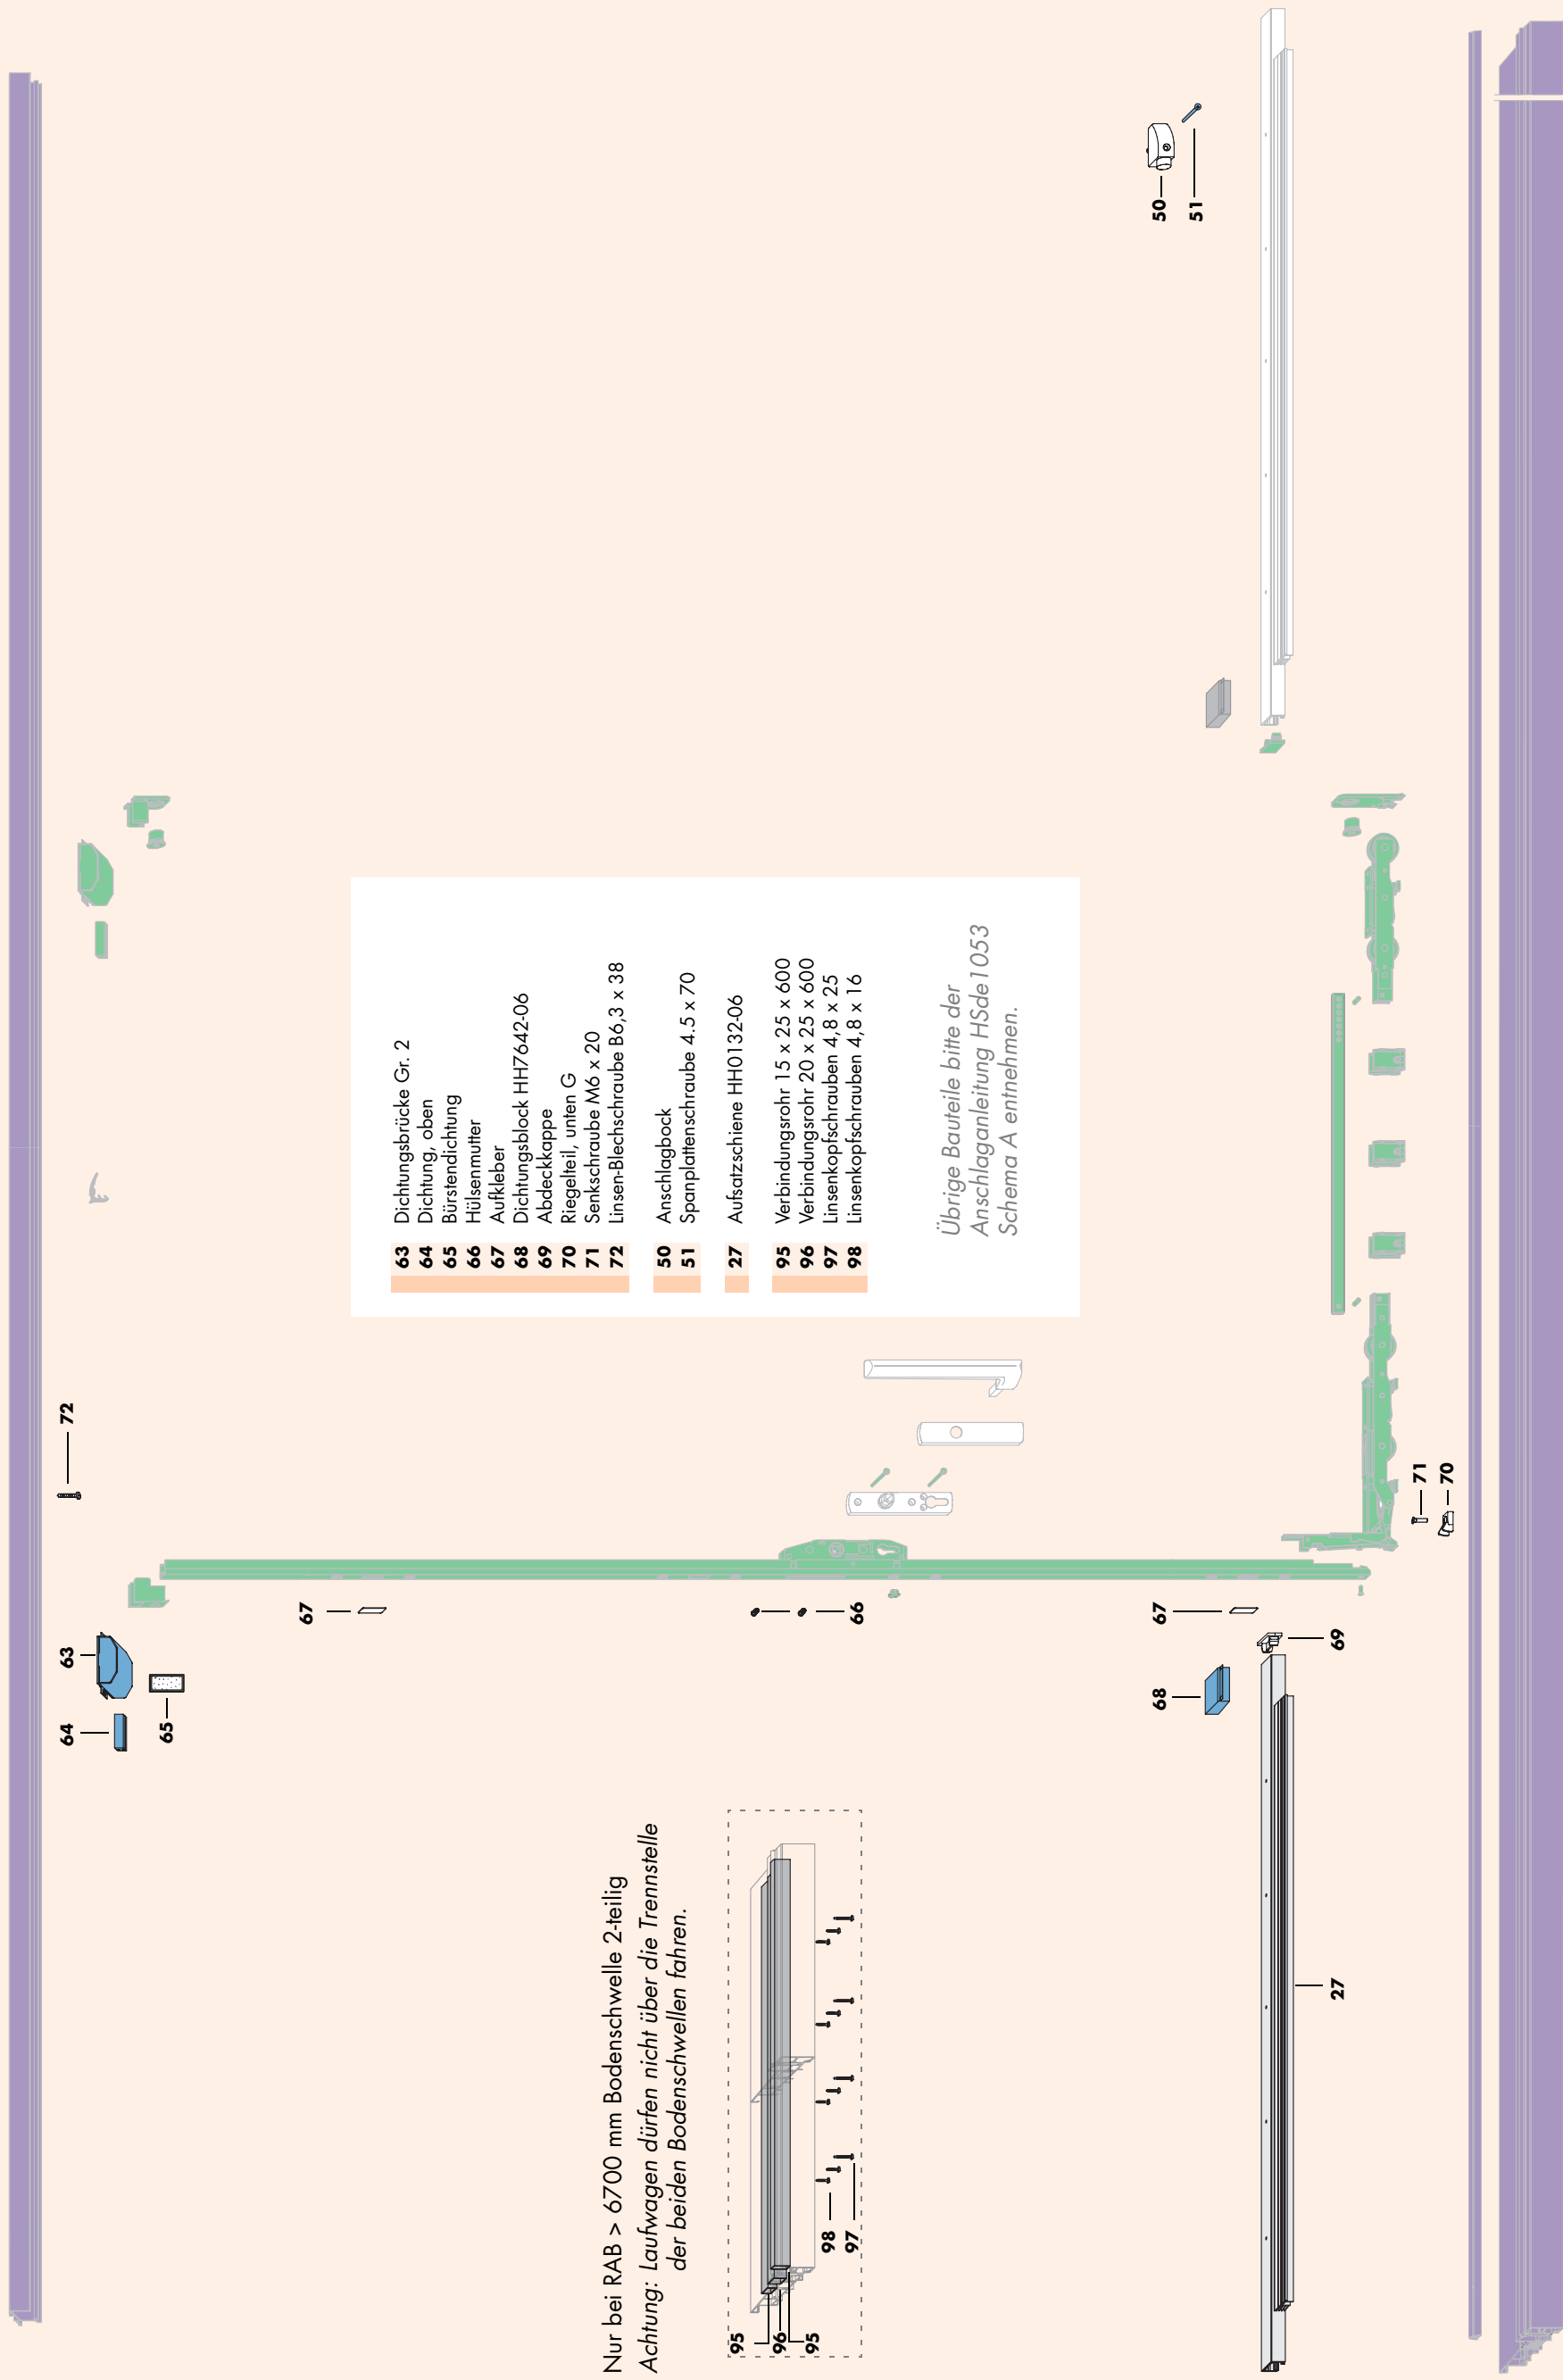 64
63
72
65
67
63 Dichtungsbrücke Gr. 2
64 Dichtung, oben
65 Bürstendichtung
66 Hülsenmutter
67 Aufkleber
68 Dichtungsblock HH7642-06
69 Abdeckkappe
70 Riegelteil, unten G
71 Senkschraube M6 x 20
72 Linsen-Blechschraube B6,3 x 38
50 Anschlagbock
51 Spanplattenschraube 4.5 x 70
27 Aufsatzschiene HH0132-06
95 Verbindungsrohr 15 x 25 x 600
96 Verbindungsrohr 20 x 25 x 600
97 Linsenkopfschrauben 4,8 x 25
98 Linsenkopfschrauben 4,8 x 16
Übrige Bauteile bitte der
Anschlaganleitung HSde1053
Schema A entnehmen.
Nur bei RAB > 6700 mm Bodenschwelle 2-teilig
Achtung: Laufwagen dürfen nicht über die Trennstelle
der beiden Bodenschwellen fahren.
95
96
95
98
97
66
68
67
50
51
27
69
71
70